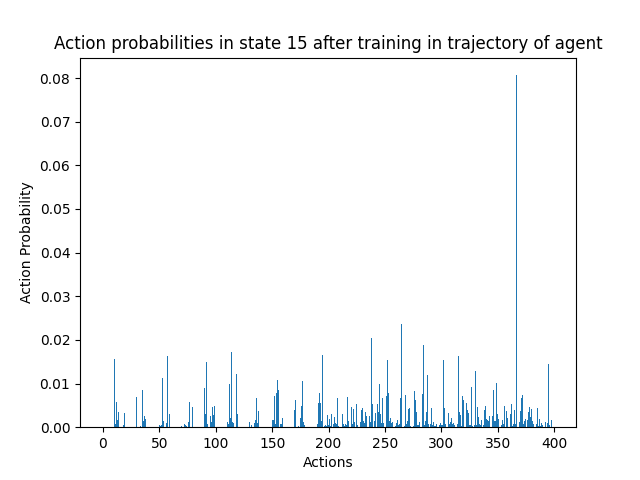 Action probabilities in state 15 after training in trajectory of agent
0.08
0.07
0.06
0.05
0.04
0.03
0.02
0.01
0.00
Action Probability
0 50 100 150 200 250 300 350 400
Actions